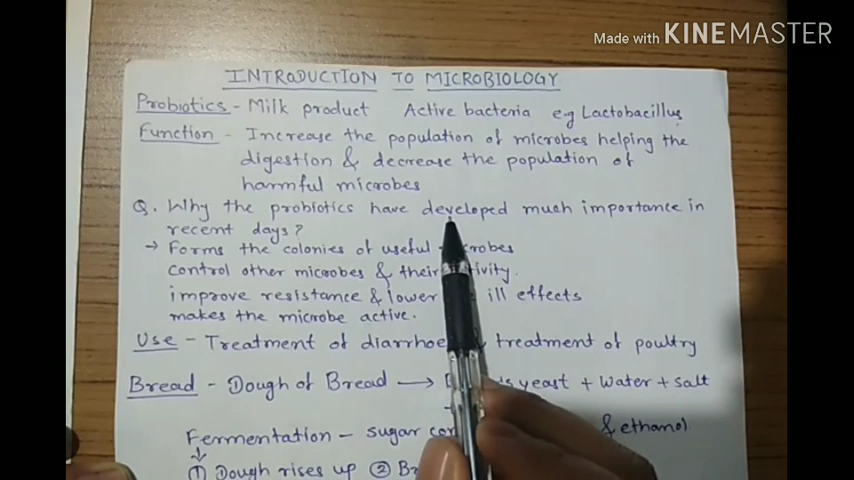 Made with KINEMASTER
INTRODUCTION TO MICROBIOLOGY
Probiotics - Milk product Active bacteria e.g Lactobacillus
Function - Increase the population of microbes helping the
digestion & decrease the population of
harmful microbes
Q. Why the probiotics have developed much importance in
recent days?
→ Forms the colonies of useful
control other microbes & their
improve resistance & lower ill effects
makes the microbe active.
Use - Treatment of treatment of poultry
Bread - Dough of Bread → yeast + water + salt
Fermentation - sugar & ethanol
↓
① Dough rises up ②